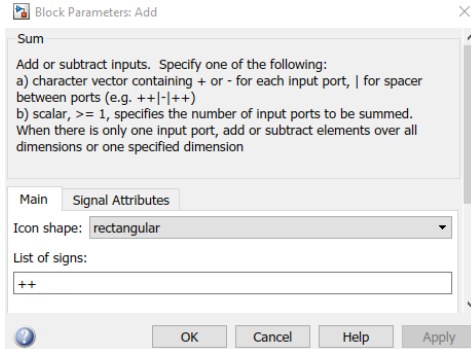 Block Parameters: Add
Sum
Add or subtract inputs. Specify one of the following:
a) character vector containing + or - for each input port, | for spacer
between ports (e.g. ++|-|++)
b) scalar, >= 1, specifies the number of input ports to be summed.
When there is only one input port, add or subtract elements over all
dimensions or one specified dimension
Main Signal Attributes
Icon shape: rectangular
List of signs:
++
OK Cancel Help Apply